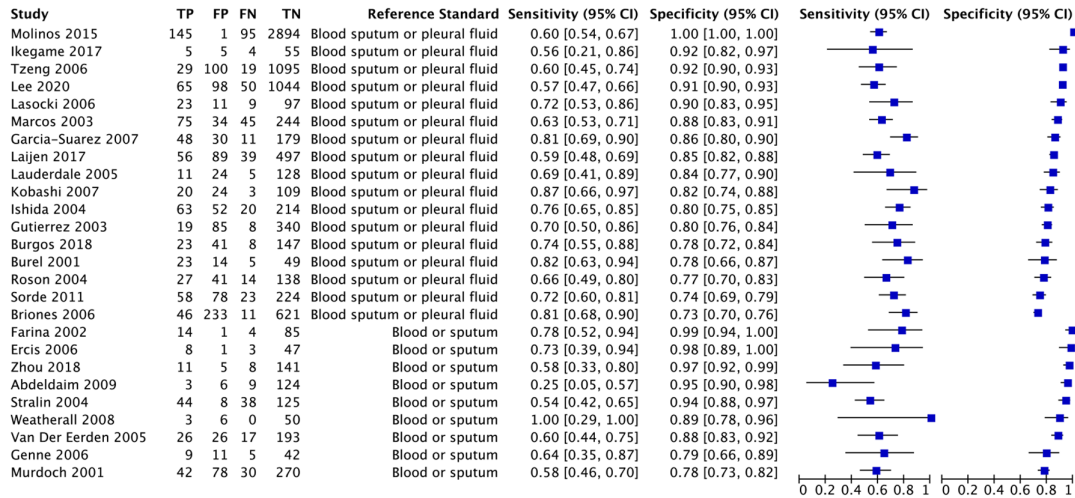 Study TP FP FN TN Reference Standard Sensitivity (95% CI) Specificity (95% CI) Sensitivity (95% CI) Specificity (95% CI)
Molinos 2015 145 1 95 2894 Blood sputum or pleural fluid 0.60 [0.54, 0.67] 1.00 [1.00, 1.00]
Ikegame 2017 5 5 4 55 Blood sputum or pleural fluid 0.56 [0.21, 0.86] 0.92 [0.82, 0.97]
Tzeng 2006 29 100 19 1095 Blood sputum or pleural fluid 0.60 [0.45, 0.74] 0.92 [0.90, 0.93]
Lee 2020 65 98 50 1044 Blood sputum or pleural fluid 0.57 [0.47, 0.66] 0.91 [0.90, 0.93]
Lasocki 2006 23 11 9 97 Blood sputum or pleural fluid 0.72 [0.53, 0.86] 0.90 [0.83, 0.95]
Marcos 2003 75 34 45 244 Blood sputum or pleural fluid 0.63 [0.53, 0.71] 0.88 [0.83, 0.91]
Garcia-Suarez 2007 48 30 11 179 Blood sputum or pleural fluid 0.81 [0.69, 0.90] 0.86 [0.80, 0.90]
Laijen 2017 56 89 39 497 Blood sputum or pleural fluid 0.59 [0.48, 0.69] 0.85 [0.82, 0.88]
Lauderdale 2005 11 24 5 128 Blood sputum or pleural fluid 0.69 [0.41, 0.89] 0.84 [0.77, 0.90]
Kobashi 2007 20 24 3 109 Blood sputum or pleural fluid 0.87 [0.66, 0.97] 0.82 [0.74, 0.88]
Ishida 2004 63 52 20 214 Blood sputum or pleural fluid 0.76 [0.65, 0.85] 0.80 [0.75, 0.85]
Gutierrez 2003 19 85 8 340 Blood sputum or pleural fluid 0.70 [0.50, 0.86] 0.80 [0.76, 0.84]
Burgos 2018 23 41 8 147 Blood sputum or pleural fluid 0.74 [0.55, 0.88] 0.78 [0.72, 0.84]
Burel 2001 23 14 5 49 Blood sputum or pleural fluid 0.82 [0.63, 0.94] 0.78 [0.66, 0.87]
Roson 2004 27 41 14 138 Blood sputum or pleural fluid 0.66 [0.49, 0.80] 0.77 [0.70, 0.83]
Sorde 2011 58 78 23 224 Blood sputum or pleural fluid 0.72 [0.60, 0.81] 0.74 [0.69, 0.79]
Briones 2006 46 233 11 621 Blood sputum or pleural fluid 0.81 [0.68, 0.90] 0.73 [0.70, 0.76]
Farina 2002 14 1 4 85 Blood or sputum 0.78 [0.52, 0.94] 0.99 [0.94, 1.00]
Ercis 2006 8 1 3 47 Blood or sputum 0.73 [0.39, 0.94] 0.98 [0.89, 1.00]
Zhou 2018 11 5 8 141 Blood or sputum 0.58 [0.33, 0.80] 0.97 [0.92, 0.99]
Abdeldaim 2009 3 6 9 124 Blood or sputum 0.25 [0.05, 0.57] 0.95 [0.90, 0.98]
Stralin 2004 44 8 38 125 Blood or sputum 0.54 [0.42, 0.65] 0.94 [0.88, 0.97]
Weatherall 2008 3 6 0 50 Blood or sputum 1.00 [0.29, 1.00] 0.89 [0.78, 0.96]
Van Der Eerden 2005 26 26 17 193 Blood or sputum 0.60 [0.44, 0.75] 0.88 [0.83, 0.92]
Genne 2006 9 11 5 42 Blood or sputum 0.64 [0.35, 0.87] 0.79 [0.66, 0.89]
Murdoch 2001 42 78 30 270 Blood or sputum 0.58 [0.46, 0.70] 0.78 [0.73, 0.82]
0 0.2 0.4 0.6 0.8 1 0 0.2 0.4 0.6 0.8 1